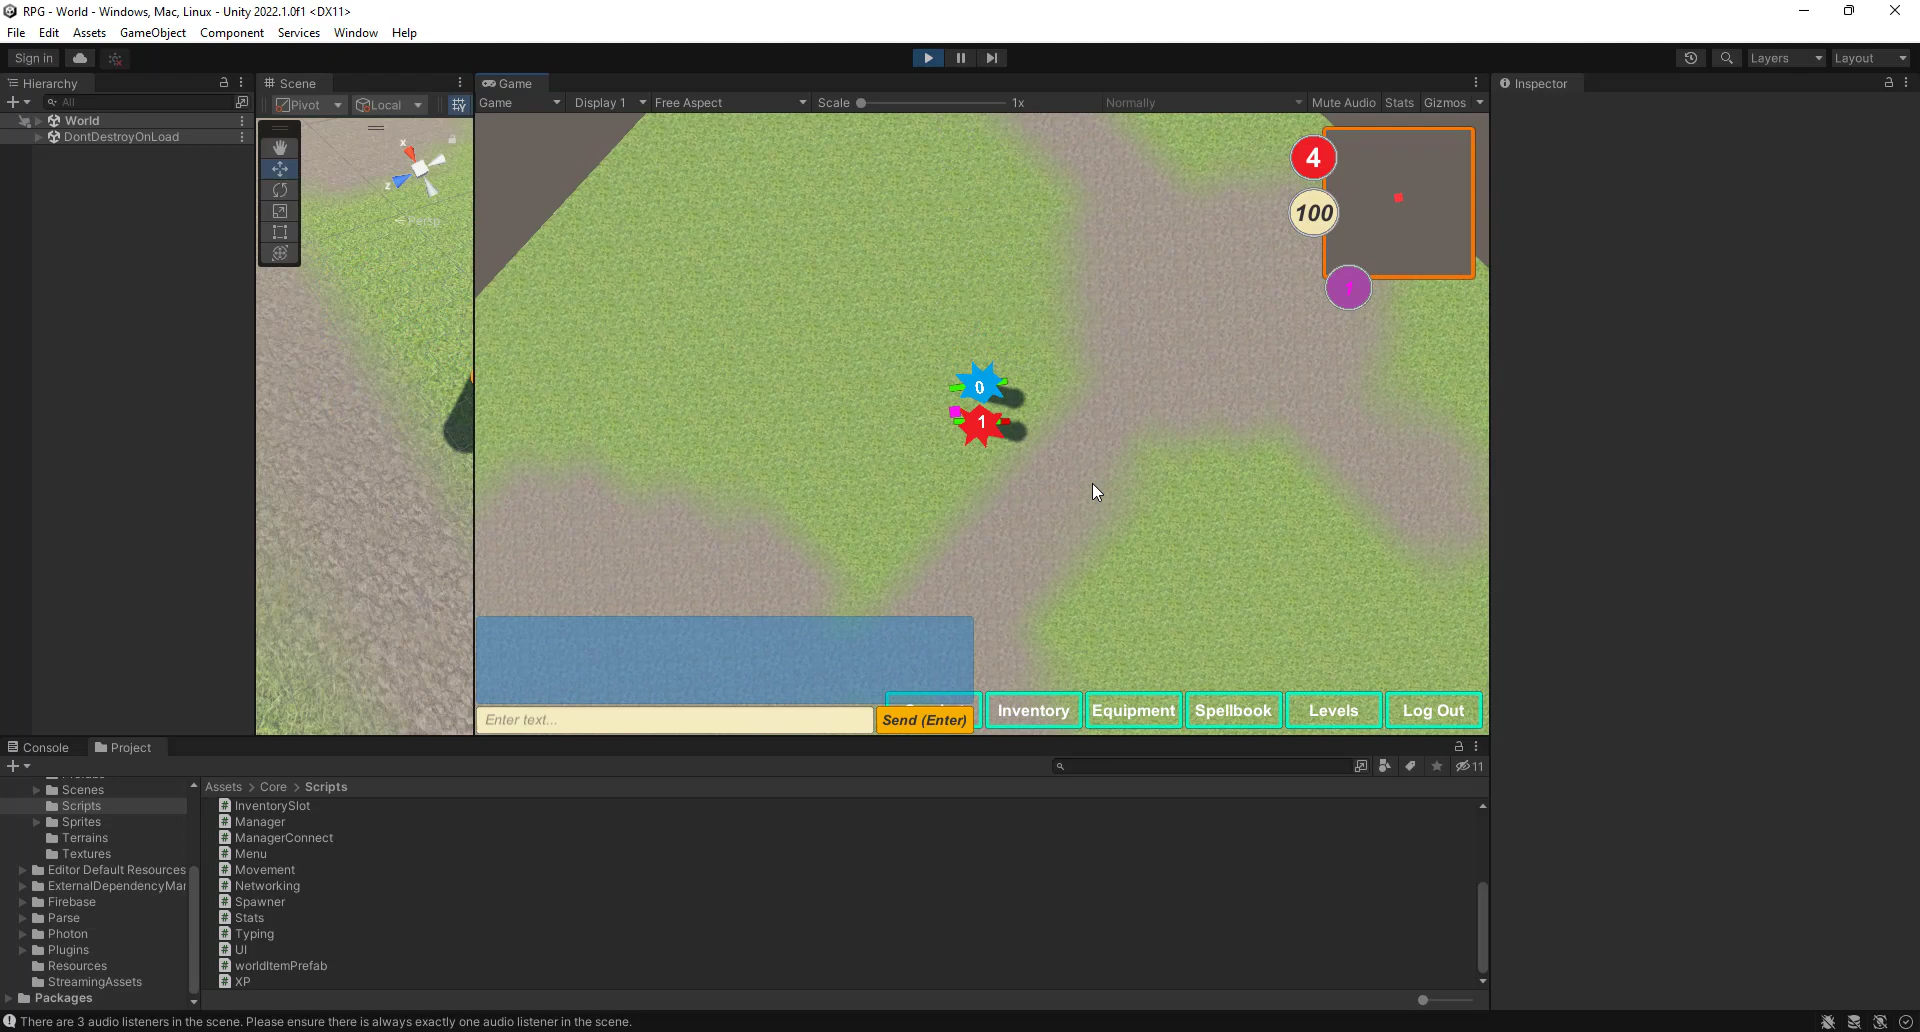 RPG - World - Windows, Mac, Linux - Unity 2022.1.0f1 <DX11>
File Edit Assets GameObject Component Services Window Help
Sign in
Layers
Layout
Hierarchy
Scene
Game
Inspector
All
Pivot
Local
Game
Display 1
Free Aspect
Scale
1x
Normally
Mute Audio
Stats
Gizmos
World
DontDestroyOnLoad
x
z
Persp
4
100
0
1
Enter text...
Send (Enter)
Inventory
Equipment
Spellbook
Levels
Log Out
Console
Project
11
Scenes
Scripts
Sprites
Terrains
Textures
Editor Default Resources
ExternalDependencyMa
Firebase
Parse
Photon
Plugins
Resources
StreamingAssets
Packages
Assets > Core > Scripts
InventorySlot
Manager
ManagerConnect
Menu
Movement
Networking
Spawner
Stats
Typing
UI
worldItemPrefab
XP
There are 3 audio listeners in the scene. Please ensure there is always exactly one audio listener in the scene.